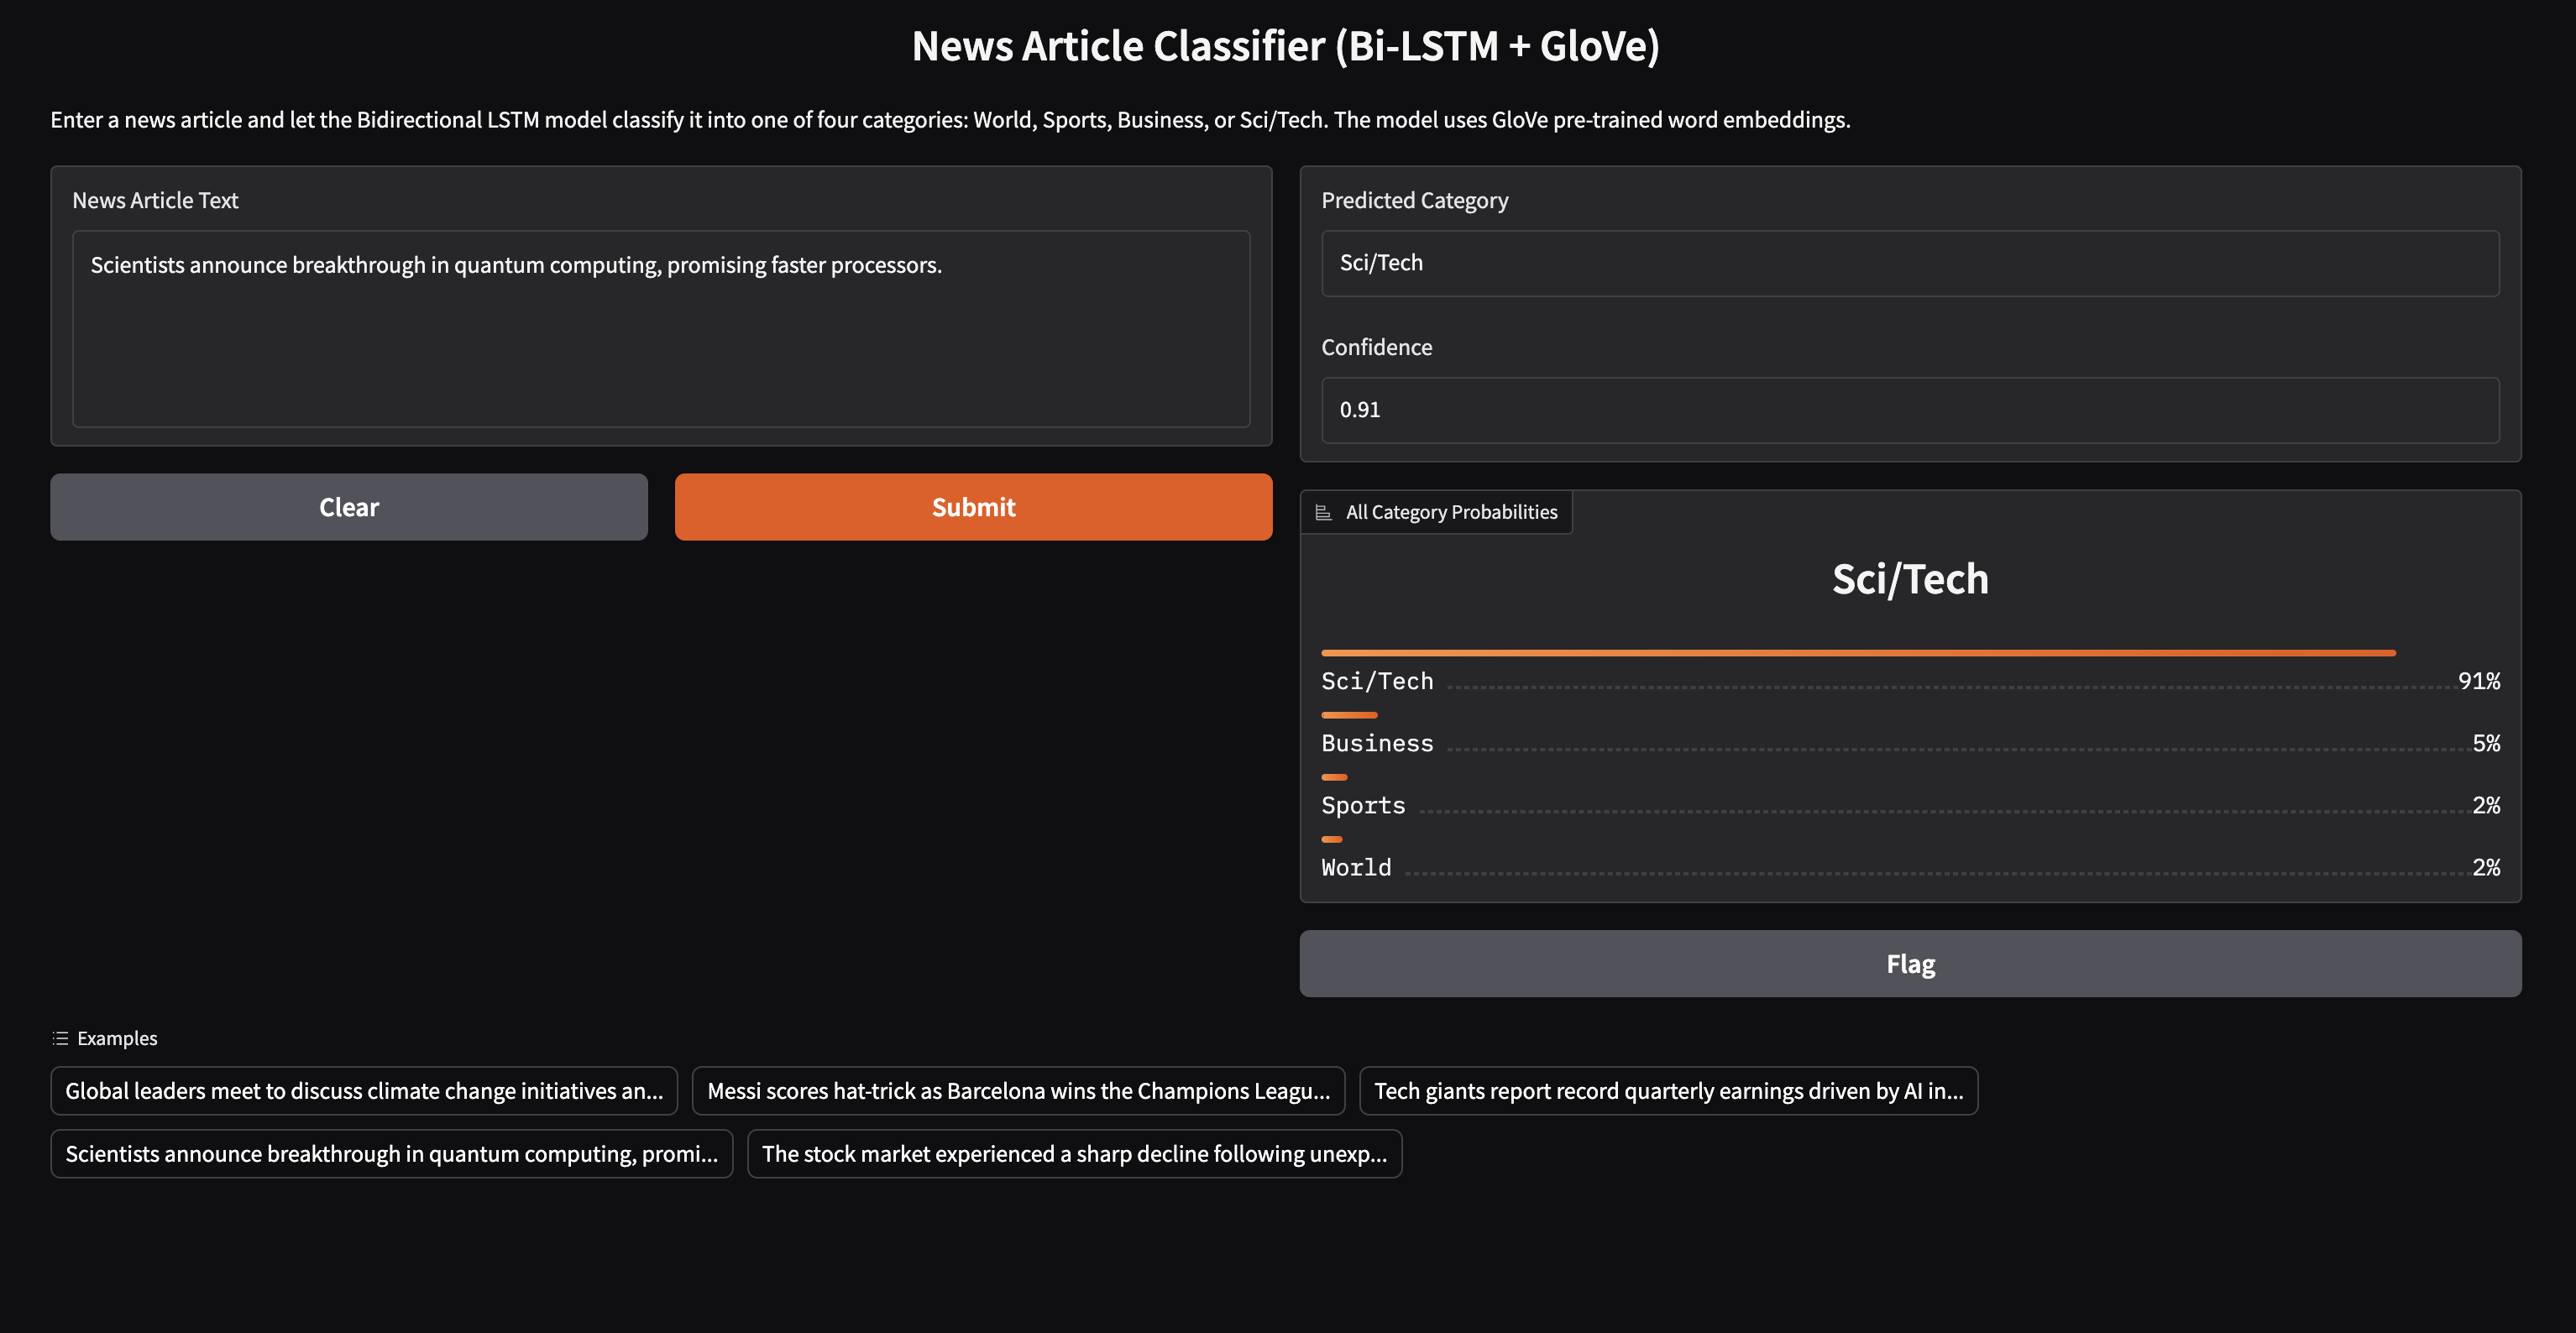 News Article Classifier (Bi-LSTM + GloVe)
Enter a news article and let the Bidirectional LSTM model classify it into one of four categories: World, Sports, Business, or Sci/Tech. The model uses GloVe pre-trained word embeddings.
News Article Text
Scientists announce breakthrough in quantum computing, promising faster processors.
Clear
Submit
Predicted Category
Sci/Tech
Confidence
0.91
All Category Probabilities
Sci/Tech
Sci/Tech 91%
Business 5%
Sports 2%
World 2%
Flag
Examples
Global leaders meet to discuss climate change initiatives an...
Messi scores hat-trick as Barcelona wins the Champions Leagu...
Tech giants report record quarterly earnings driven by AI in...
Scientists announce breakthrough in quantum computing, promi...
The stock market experienced a sharp decline following unexp...